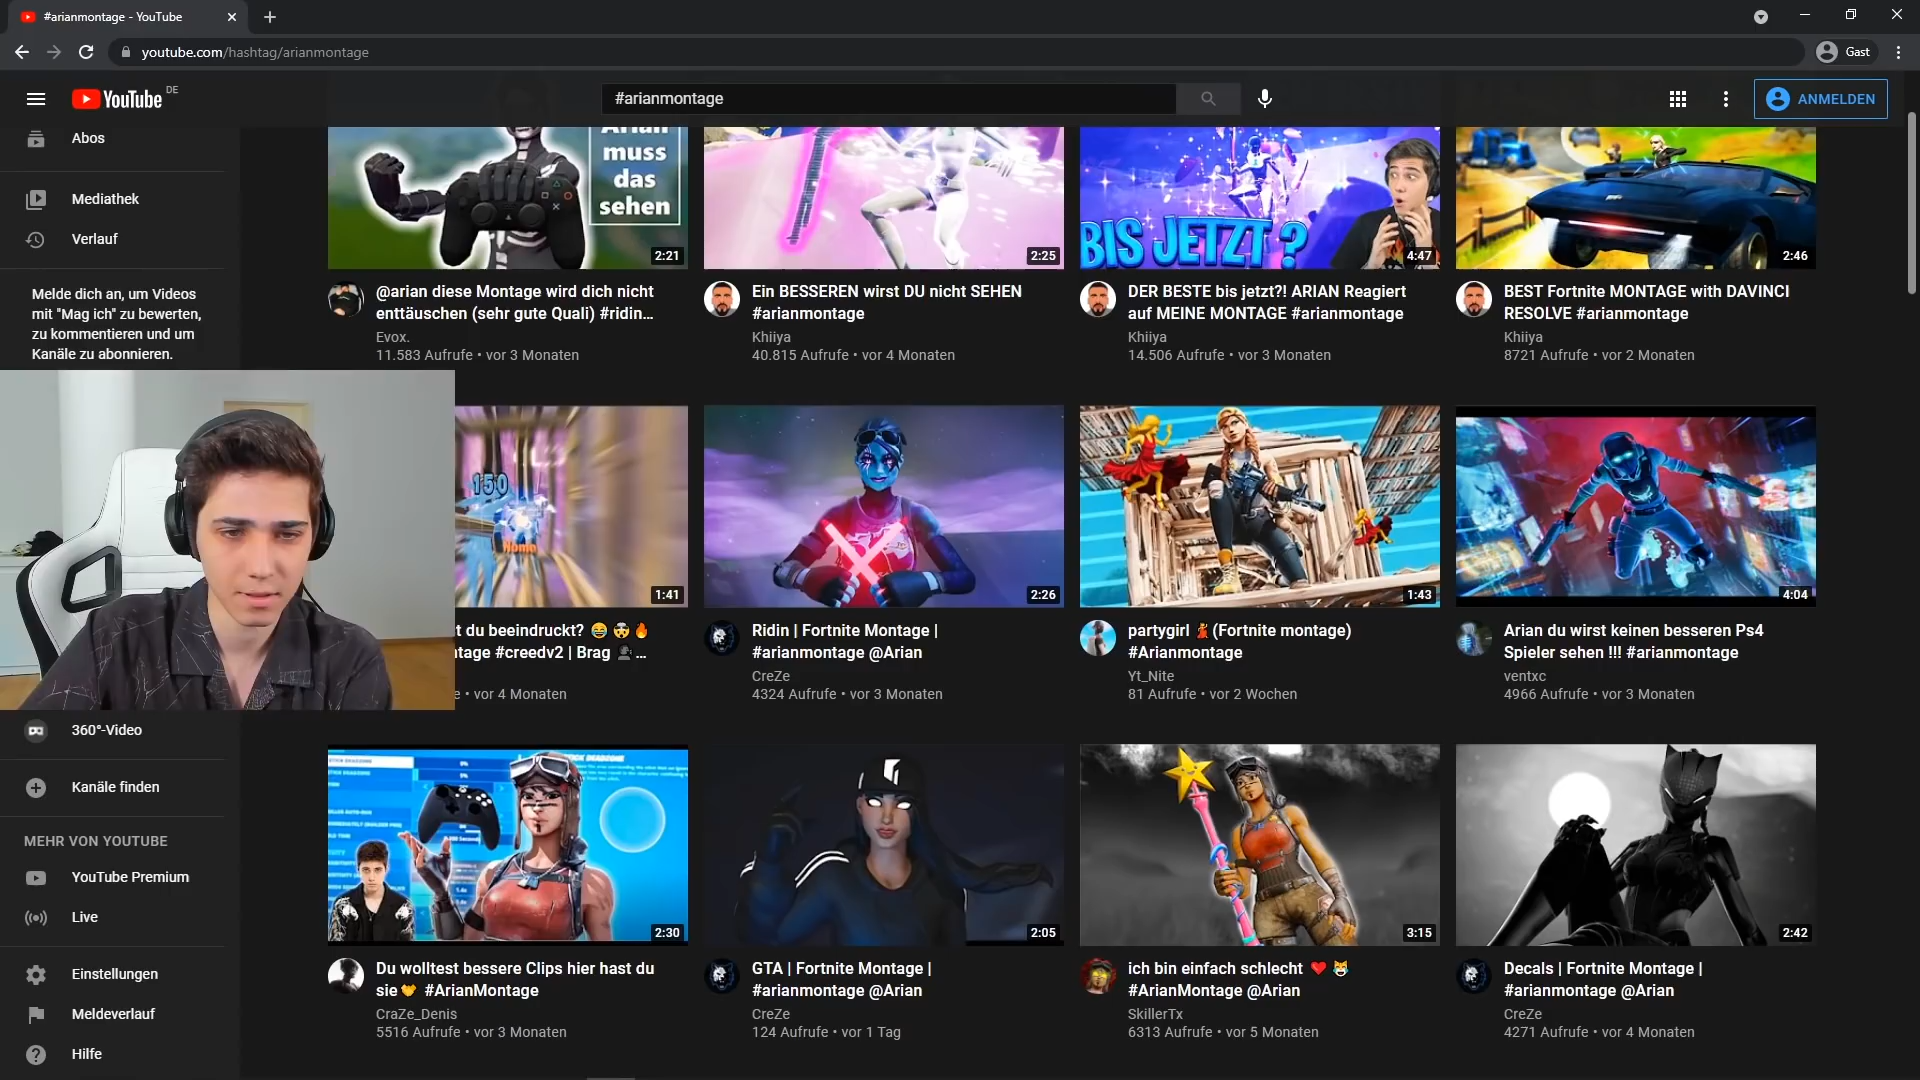 #arianmontage - YouTube
youtube.com/hashtag/arianmontage
Gast
YouTube DE
#arianmontage
ANMELDEN
Abos
Mediathek
Verlauf
Melde dich an, um Videos
mit "Mag ich" zu bewerten,
zu kommentieren und um
Kanäle zu abonnieren.
360°-Video
Kanäle finden
MEHR VON YOUTUBE
YouTube Premium
Live
Einstellungen
Meldeverlauf
Hilfe
Arian
muss
das
sehen
2:21
@arian diese Montage wird dich nicht
enttäuschen (sehr gute Quali) #ridin...
Evox.
11.583 Aufrufe • vor 3 Monaten
2:25
Ein BESSEREN wirst DU nicht SEHEN
#arianmontage
Khiiya
40.815 Aufrufe • vor 4 Monaten
BIS JETZT?
4:47
DER BESTE bis jetzt?! ARIAN Reagiert
auf MEINE MONTAGE #arianmontage
Khiiya
14.506 Aufrufe • vor 3 Monaten
2:46
BEST Fortnite MONTAGE with DAVINCI
RESOLVE #arianmontage
Khiiya
8721 Aufrufe • vor 2 Monaten
150
Home
1:41
t du beeindruckt? 😂🤯🔥
ntage #creedv2 | Brag 👤...
e • vor 4 Monaten
2:26
Ridin | Fortnite Montage |
#arianmontage @Arian
CreZe
4324 Aufrufe • vor 3 Monaten
1:43
partygirl 💃(Fortnite montage)
#Arianmontage
Yt_Nite
81 Aufrufe • vor 2 Wochen
4:04
Arian du wirst keinen besseren Ps4
Spieler sehen !!! #arianmontage
ventxc
4966 Aufrufe • vor 3 Monaten
2:30
Du wolltest bessere Clips hier hast du
sie💛 #ArianMontage
CraZe_Denis
5516 Aufrufe • vor 3 Monaten
2:05
GTA | Fortnite Montage |
#arianmontage @Arian
CreZe
124 Aufrufe • vor 1 Tag
3:15
ich bin einfach schlecht ❤️😹
#ArianMontage @Arian
SkillerTx
6313 Aufrufe • vor 5 Monaten
2:42
Decals | Fortnite Montage |
#arianmontage @Arian
CreZe
4271 Aufrufe • vor 4 Monaten